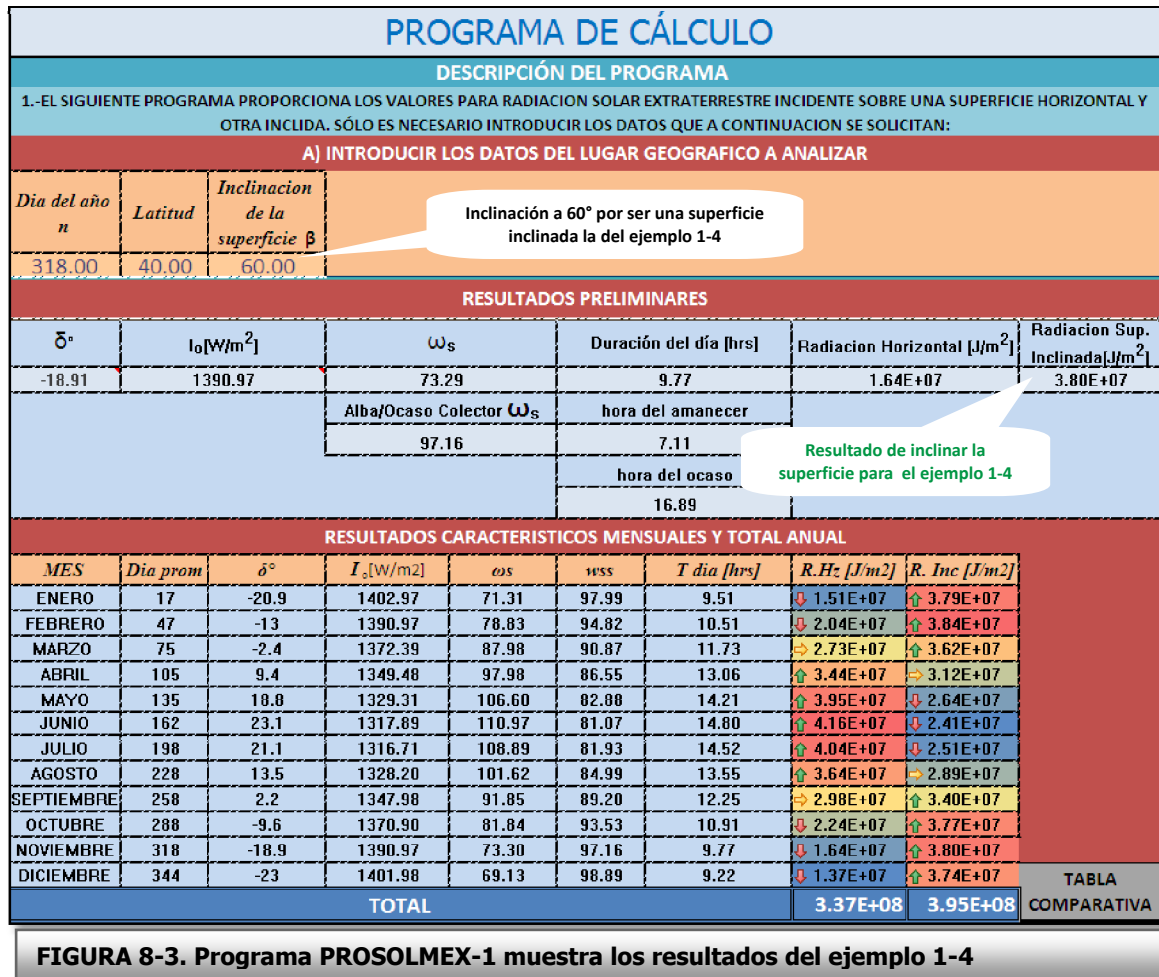 PROGRAMA DE CÁLCULO
DESCRIPCIÓN DEL PROGRAMA
1.-EL SIGUIENTE PROGRAMA PROPORCIONA LOS VALORES PARA RADIACION SOLAR EXTRATERRESTRE INCIDENTE SOBRE UNA SUPERFICIE HORIZONTAL Y
OTRA INCLIDA. SÓLO ES NECESARIO INTRODUCIR LOS DATOS QUE A CONTINUACION SE SOLICITAN:
A) INTRODUCIR LOS DATOS DEL LUGAR GEOGRAFICO A ANALIZAR
Dia del año n Latitud Inclinacion de la superficie β
318.00 40.00 60.00
Inclinación a 60° por ser una superficie
inclinada la del ejemplo 1-4
RESULTADOS PRELIMINARES
δ° I₀[W/m²] ωs Duración del día [hrs] Radiacion Horizontal [J/m²] Radiacion Sup. Inclinada[J/m²]
-18.91 1390.97 73.29 9.77 1.64E+07 3.80E+07
Alba/Ocaso Colector ωs hora del amanecer
97.16 7.11
hora del ocaso
16.89
Resultado de inclinar la
superficie para el ejemplo 1-4
RESULTADOS CARACTERISTICOS MENSUALES Y TOTAL ANUAL
MES Dia prom δ° I₀[W/m2] ωs wss T dia [hrs] R.Hz [J/m2] R. Inc [J/m2]
ENERO 17 -20.9 1402.97 71.31 97.99 9.51 1.51E+07 3.79E+07
FEBRERO 47 -13 1390.97 78.83 94.82 10.51 2.04E+07 3.84E+07
MARZO 75 -2.4 1372.39 87.98 90.87 11.73 2.73E+07 3.62E+07
ABRIL 105 9.4 1349.48 97.98 86.55 13.06 3.44E+07 3.12E+07
MAYO 135 18.8 1329.31 106.60 82.88 14.21 3.95E+07 2.64E+07
JUNIO 162 23.1 1317.89 110.97 81.07 14.80 4.16E+07 2.41E+07
JULIO 198 21.1 1316.71 108.89 81.93 14.52 4.04E+07 2.51E+07
AGOSTO 228 13.5 1328.20 101.62 84.99 13.55 3.64E+07 2.89E+07
SEPTIEMBRE 258 2.2 1347.98 91.85 89.20 12.25 2.98E+07 3.40E+07
OCTUBRE 288 -9.6 1370.90 81.84 93.53 10.91 2.24E+07 3.77E+07
NOVIEMBRE 318 -18.9 1390.97 73.30 97.16 9.77 1.64E+07 3.80E+07
DICIEMBRE 344 -23 1401.98 69.13 98.89 9.22 1.37E+07 3.74E+07
TOTAL 3.37E+08 3.95E+08
TABLA
COMPARATIVA
FIGURA 8-3. Programa PROSOLMEX-1 muestra los resultados del ejemplo 1-4